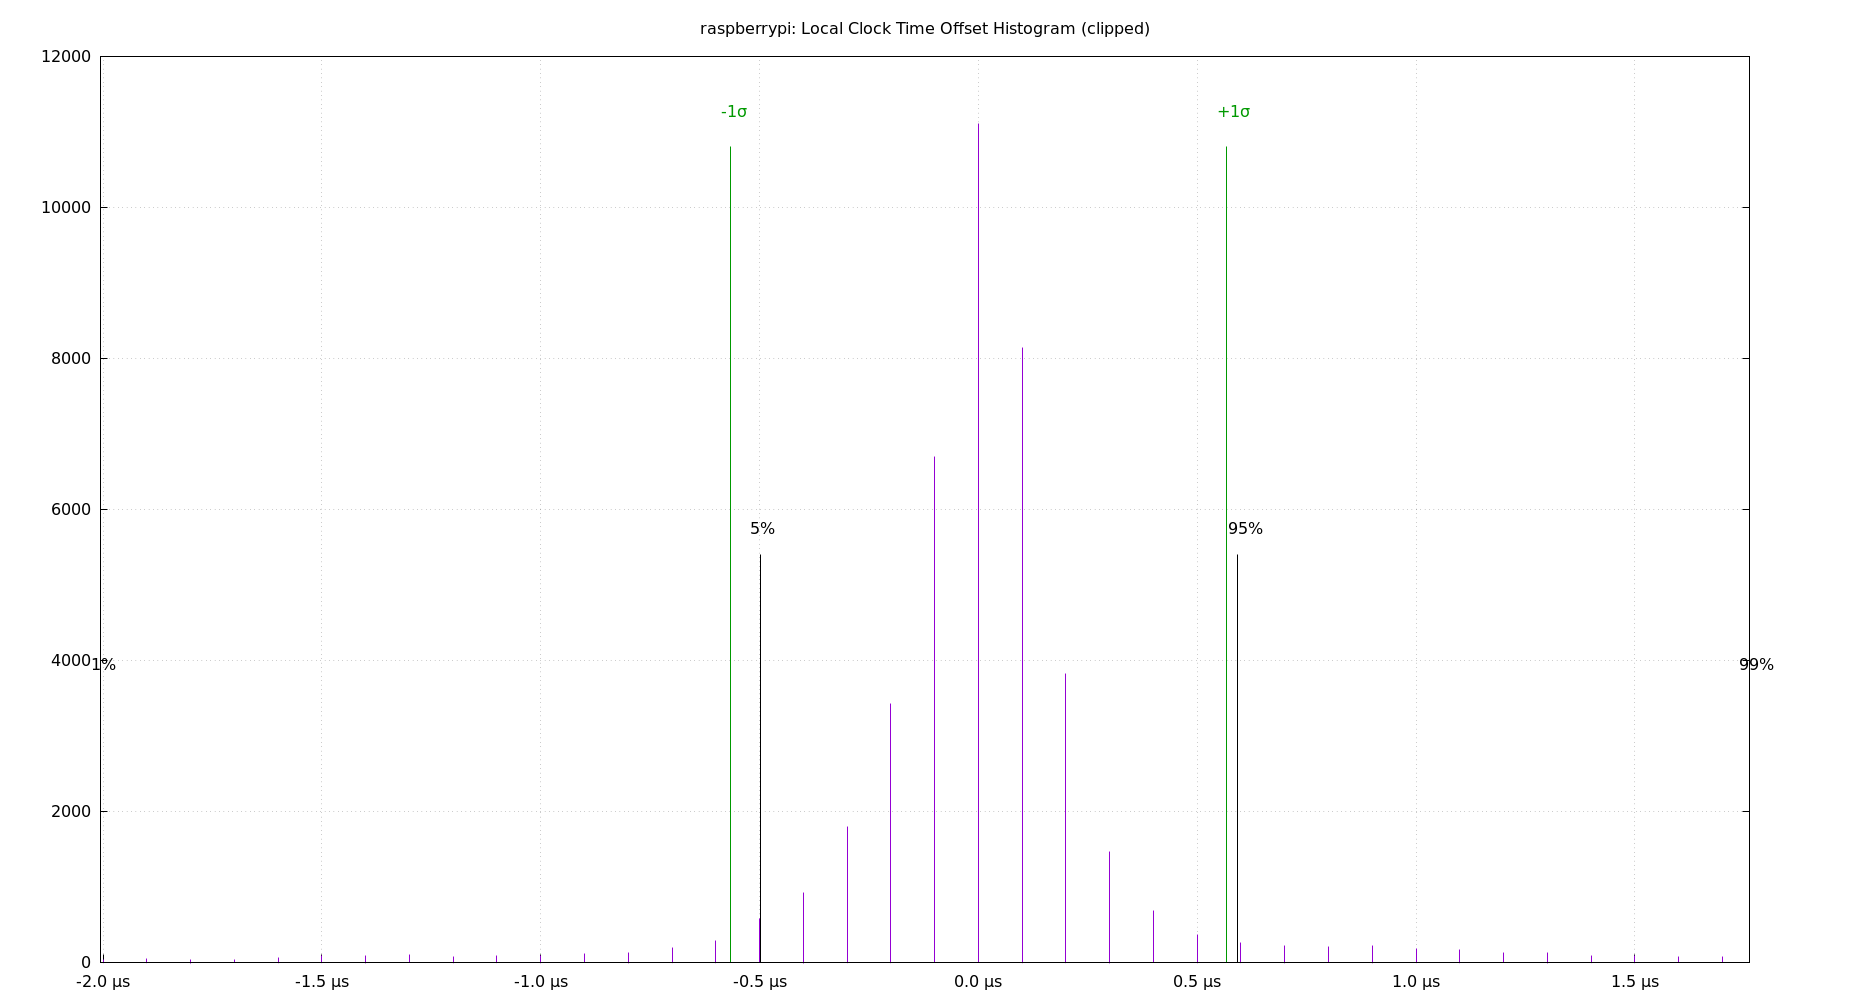 raspberrypi: Local Clock Time Offset Histogram (clipped)
12000
-1σ
+1σ
10000
8000
6000
5%
95%
4000
1%
99%
2000
0
-2.0 µs
-1.5 µs
-1.0 µs
-0.5 µs
0.0 µs
0.5 µs
1.0 µs
1.5 µs